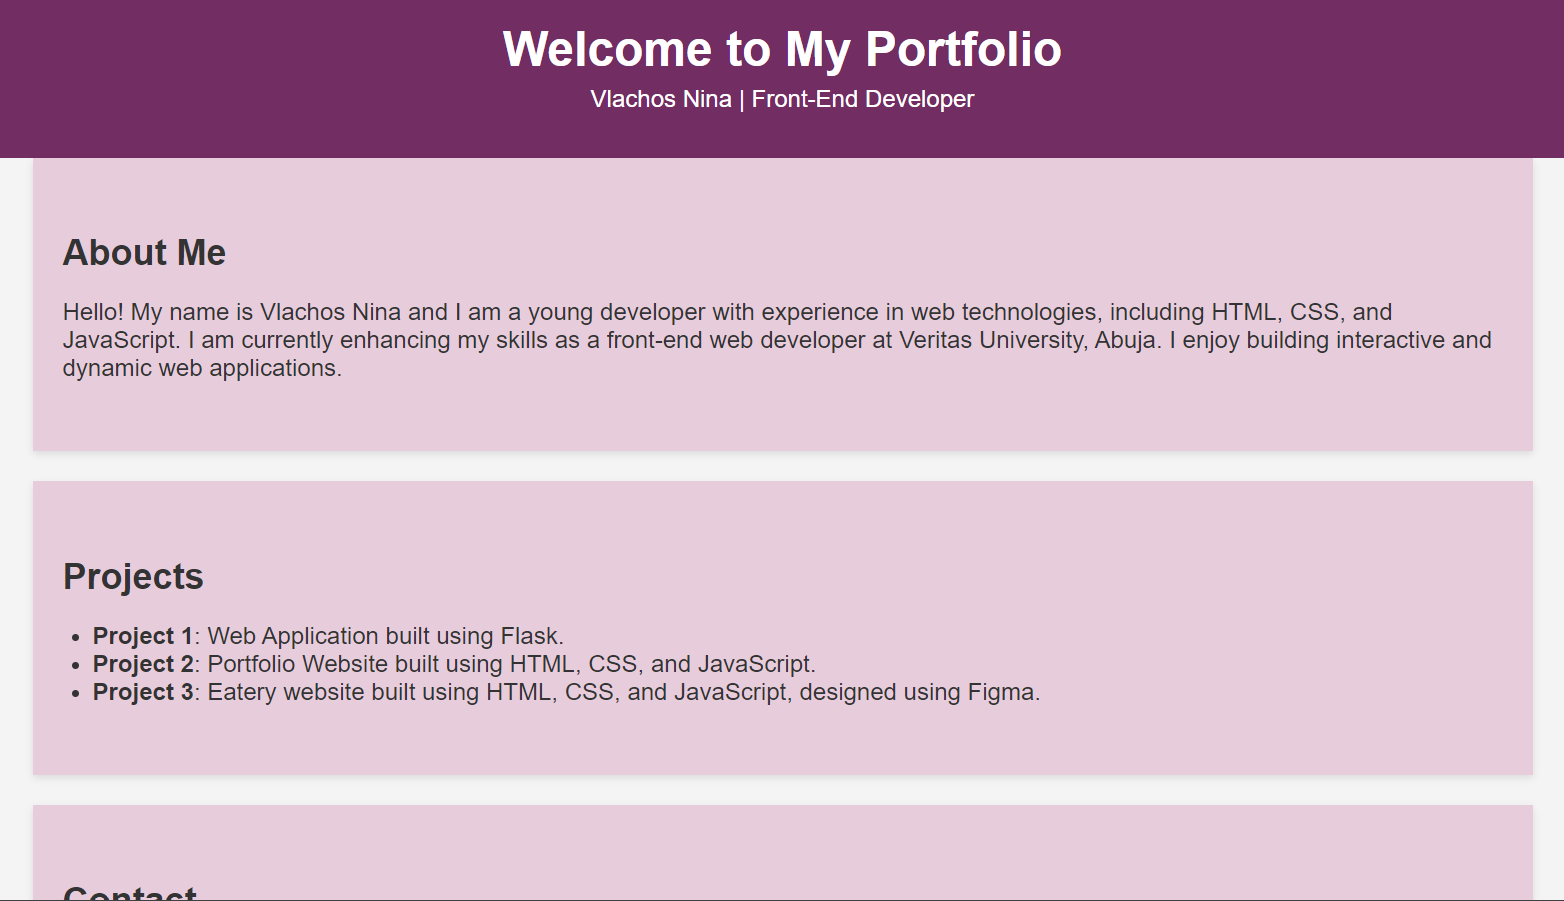 Welcome to My Portfolio
Vlachos Nina | Front-End Developer
About Me
Hello! My name is Vlachos Nina and I am a young developer with experience in web technologies, including HTML, CSS, and
JavaScript. I am currently enhancing my skills as a front-end web developer at Veritas University, Abuja. I enjoy building interactive and
dynamic web applications.
Projects
• Project 1: Web Application built using Flask.
• Project 2: Portfolio Website built using HTML, CSS, and JavaScript.
• Project 3: Eatery website built using HTML, CSS, and JavaScript, designed using Figma.
Contact